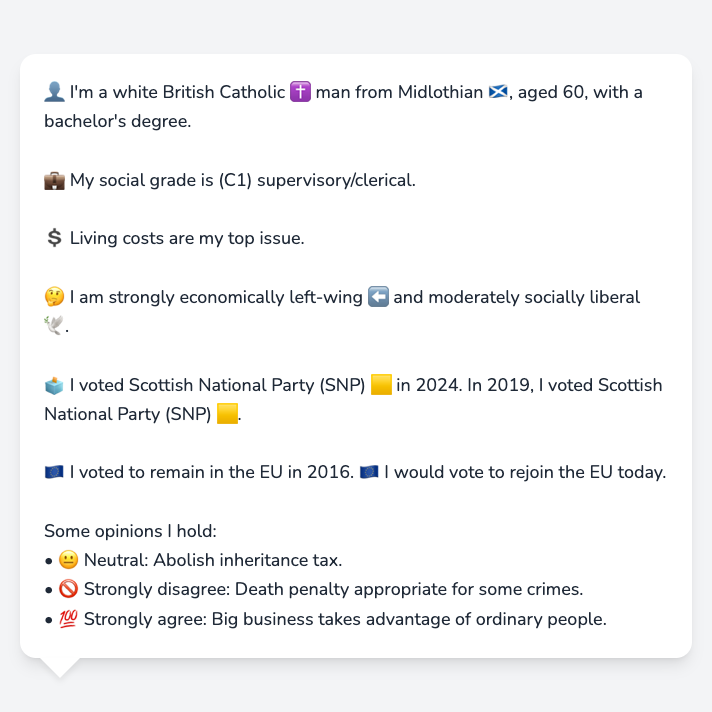 👤 I'm a white British Catholic ✝️ man from Midlothian 🏴󠁧󠁢󠁳󠁣󠁴󠁿, aged 60, with a
bachelor's degree.
💼 My social grade is (C1) supervisory/clerical.
💲 Living costs are my top issue.
🤔 I am strongly economically left-wing ⬅️ and moderately socially liberal
🕊️.
🗳️ I voted Scottish National Party (SNP) 🟨 in 2024. In 2019, I voted Scottish
National Party (SNP) 🟨.
🇪🇺 I voted to remain in the EU in 2016. 🇪🇺 I would vote to rejoin the EU today.
Some opinions I hold:
• 😐 Neutral: Abolish inheritance tax.
• 🚫 Strongly disagree: Death penalty appropriate for some crimes.
• 💯 Strongly agree: Big business takes advantage of ordinary people.